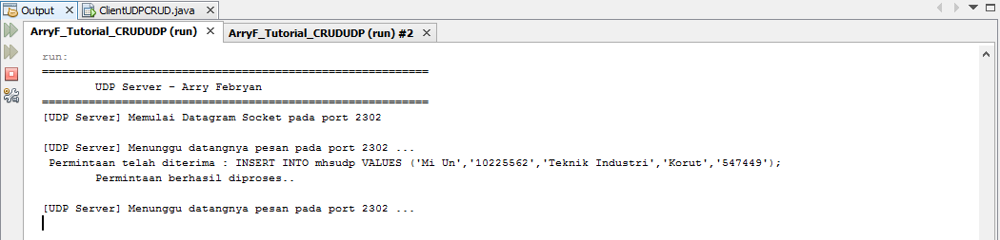 Output
ClientUDPCRUD.java
ArryF_Tutorial_CRUDUDP (run)
ArryF_Tutorial_CRUDUDP (run) #2
run:
==========================================================
UDP Server - Arry Febryan
==========================================================
[UDP Server] Memulai Datagram Socket pada port 2302
[UDP Server] Menunggu datangnya pesan pada port 2302 ...
Permintaan telah diterima : INSERT INTO mhsudp VALUES ('Mi Un','10225562','Teknik Industri','Korut','547449');
Permintaan berhasil diproses..
[UDP Server] Menunggu datangnya pesan pada port 2302 ...